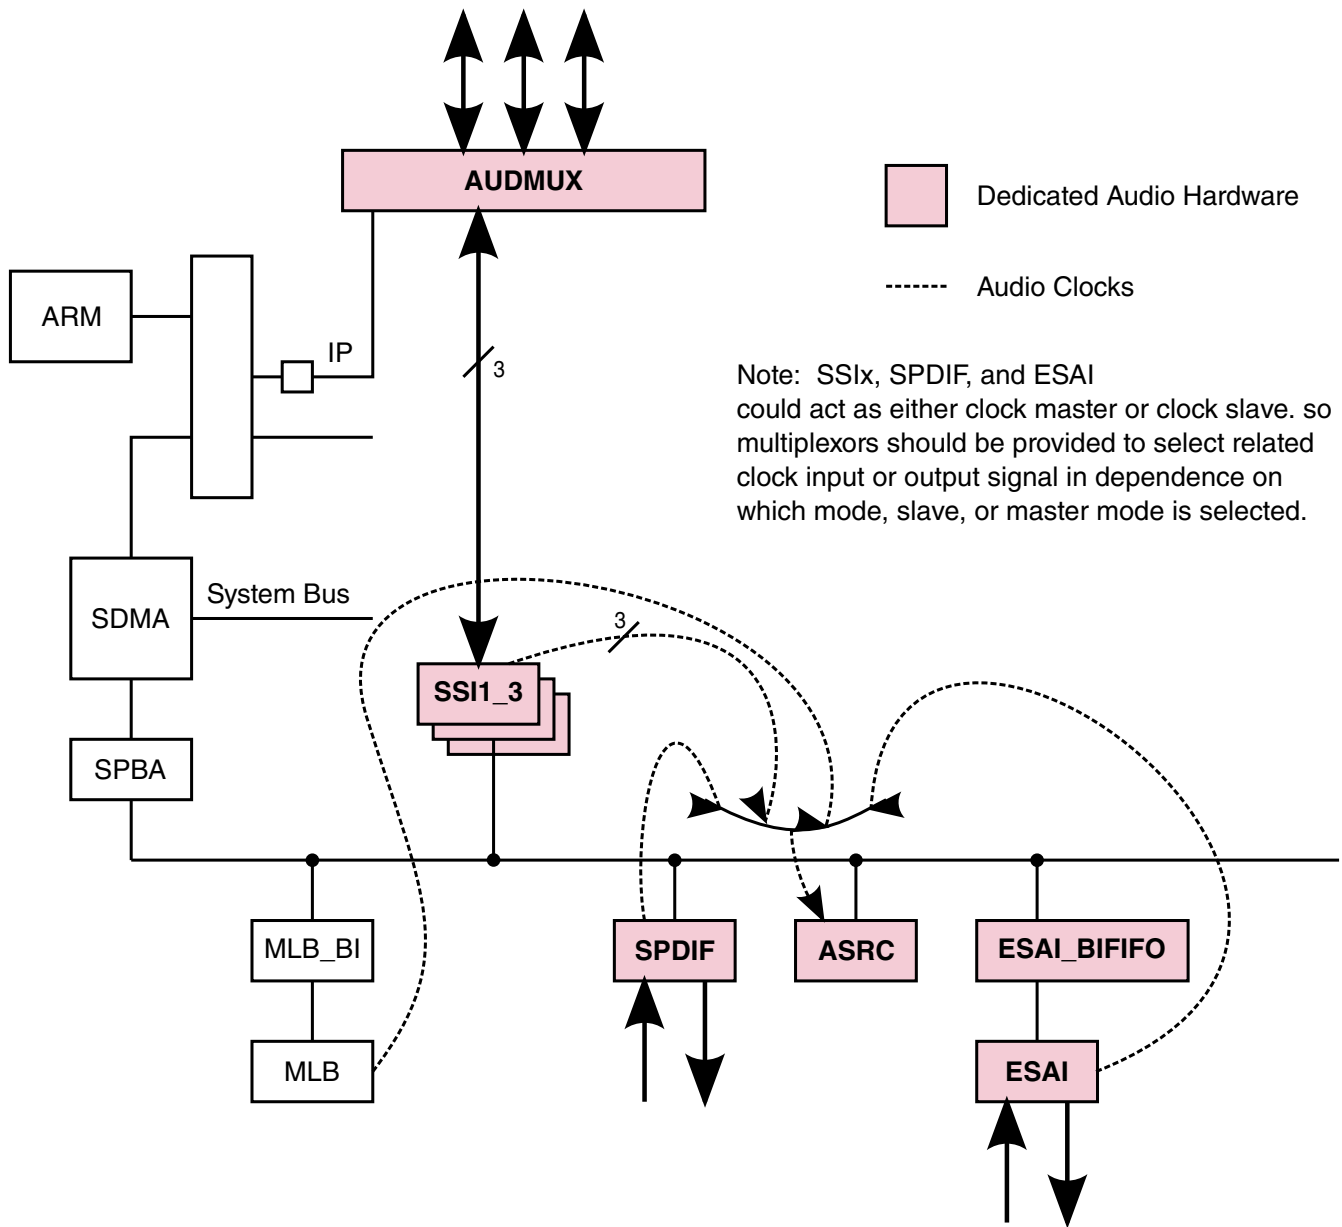 AUDMUX
Dedicated Audio Hardware
Audio Clocks
ARM
IP
3
Note: SSIx, SPDIF, and ESAI
could act as either clock master or clock slave. so
multiplexors should be provided to select related
clock input or output signal in dependence on
which mode, slave, or master mode is selected.
SDMA
System Bus
3
SSI1_3
SPBA
MLB_BI
SPDIF
ASRC
ESAI_BIFIFO
MLB
ESAI